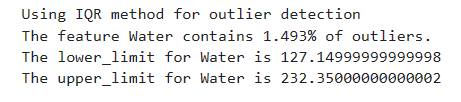 Using IQR method for outlier detection
The feature Water contains 1.493% of outliers.
The lower_limit for Water is 127.14999999999998
The upper_limit for Water is 232.35000000000002